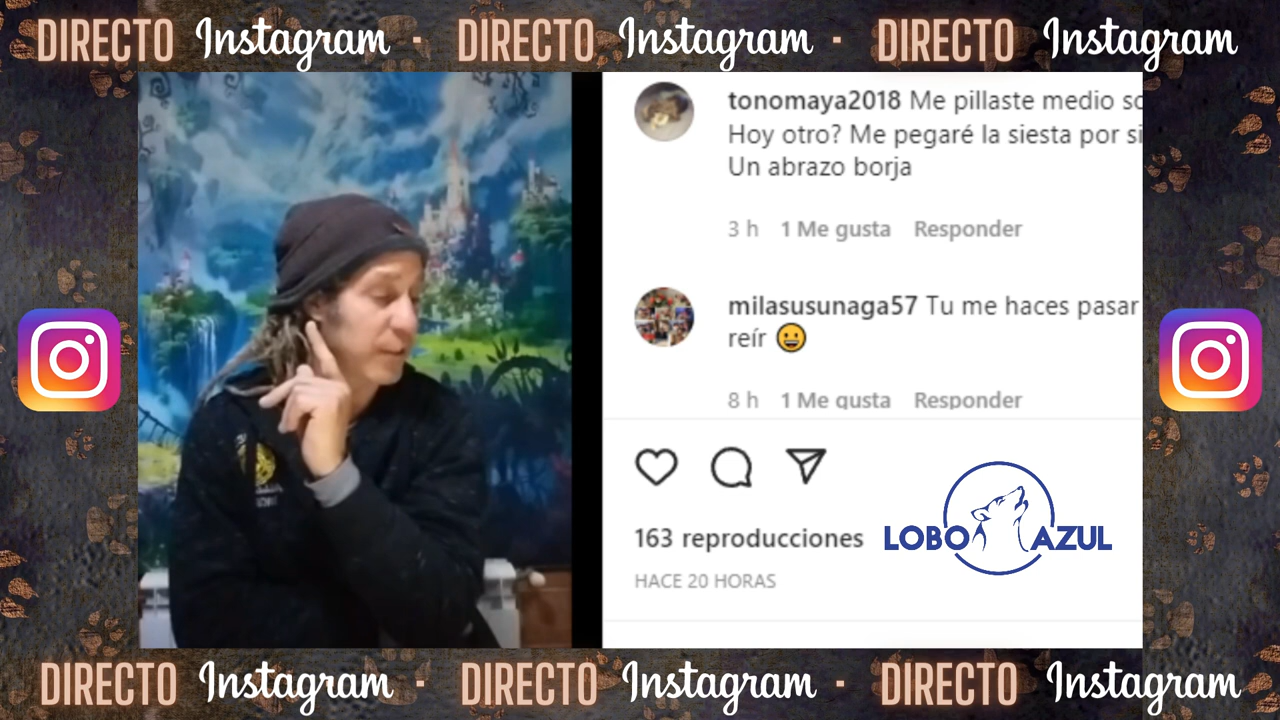 DIRECTO Instagram · DIRECTO Instagram · DIRECTO Instagram
tonomaya2018 Me pillaste medio
Hoy otro? Me pegaré la siesta por
Un abrazo borja
3 h 1 Me gusta Responder
milasusunaga57 Tu me haces pasar
reír 😀
8 h 1 Me gusta Responder
163 reproducciones
LOBO AZUL
HACE 20 HORAS
DIRECTO Instagram · DIRECTO Instagram · DIRECTO Instagram